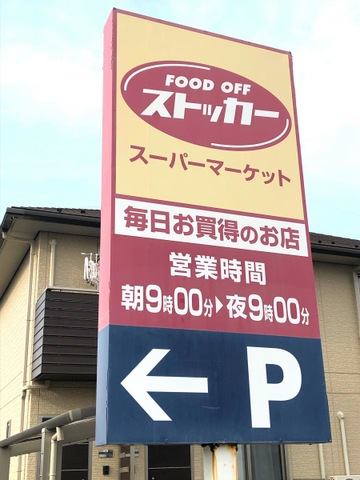 FOOD OFF
ストッカー
スーパーマーケット
毎日お買得のお店
営業時間
朝9時00分▶夜9時00分
← P